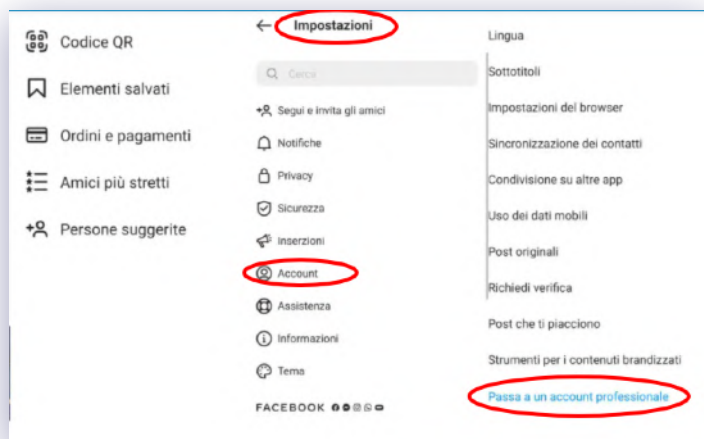 Codice QR
Elementi salvati
Ordini e pagamenti
Amici più stretti
Persone suggerite
Impostazioni
Cerca
Segui e invita gli amici
Notifiche
Privacy
Sicurezza
Inserzioni
Account
Assistenza
Informazioni
Tema
FACEBOOK
Lingua
Sottotitoli
Impostazioni del browser
Sincronizzazione dei contatti
Condivisione su altre app
Uso dei dati mobili
Post originali
Richiedi verifica
Post che ti piacciono
Strumenti per i contenuti brandizzati
Passa a un account professionale